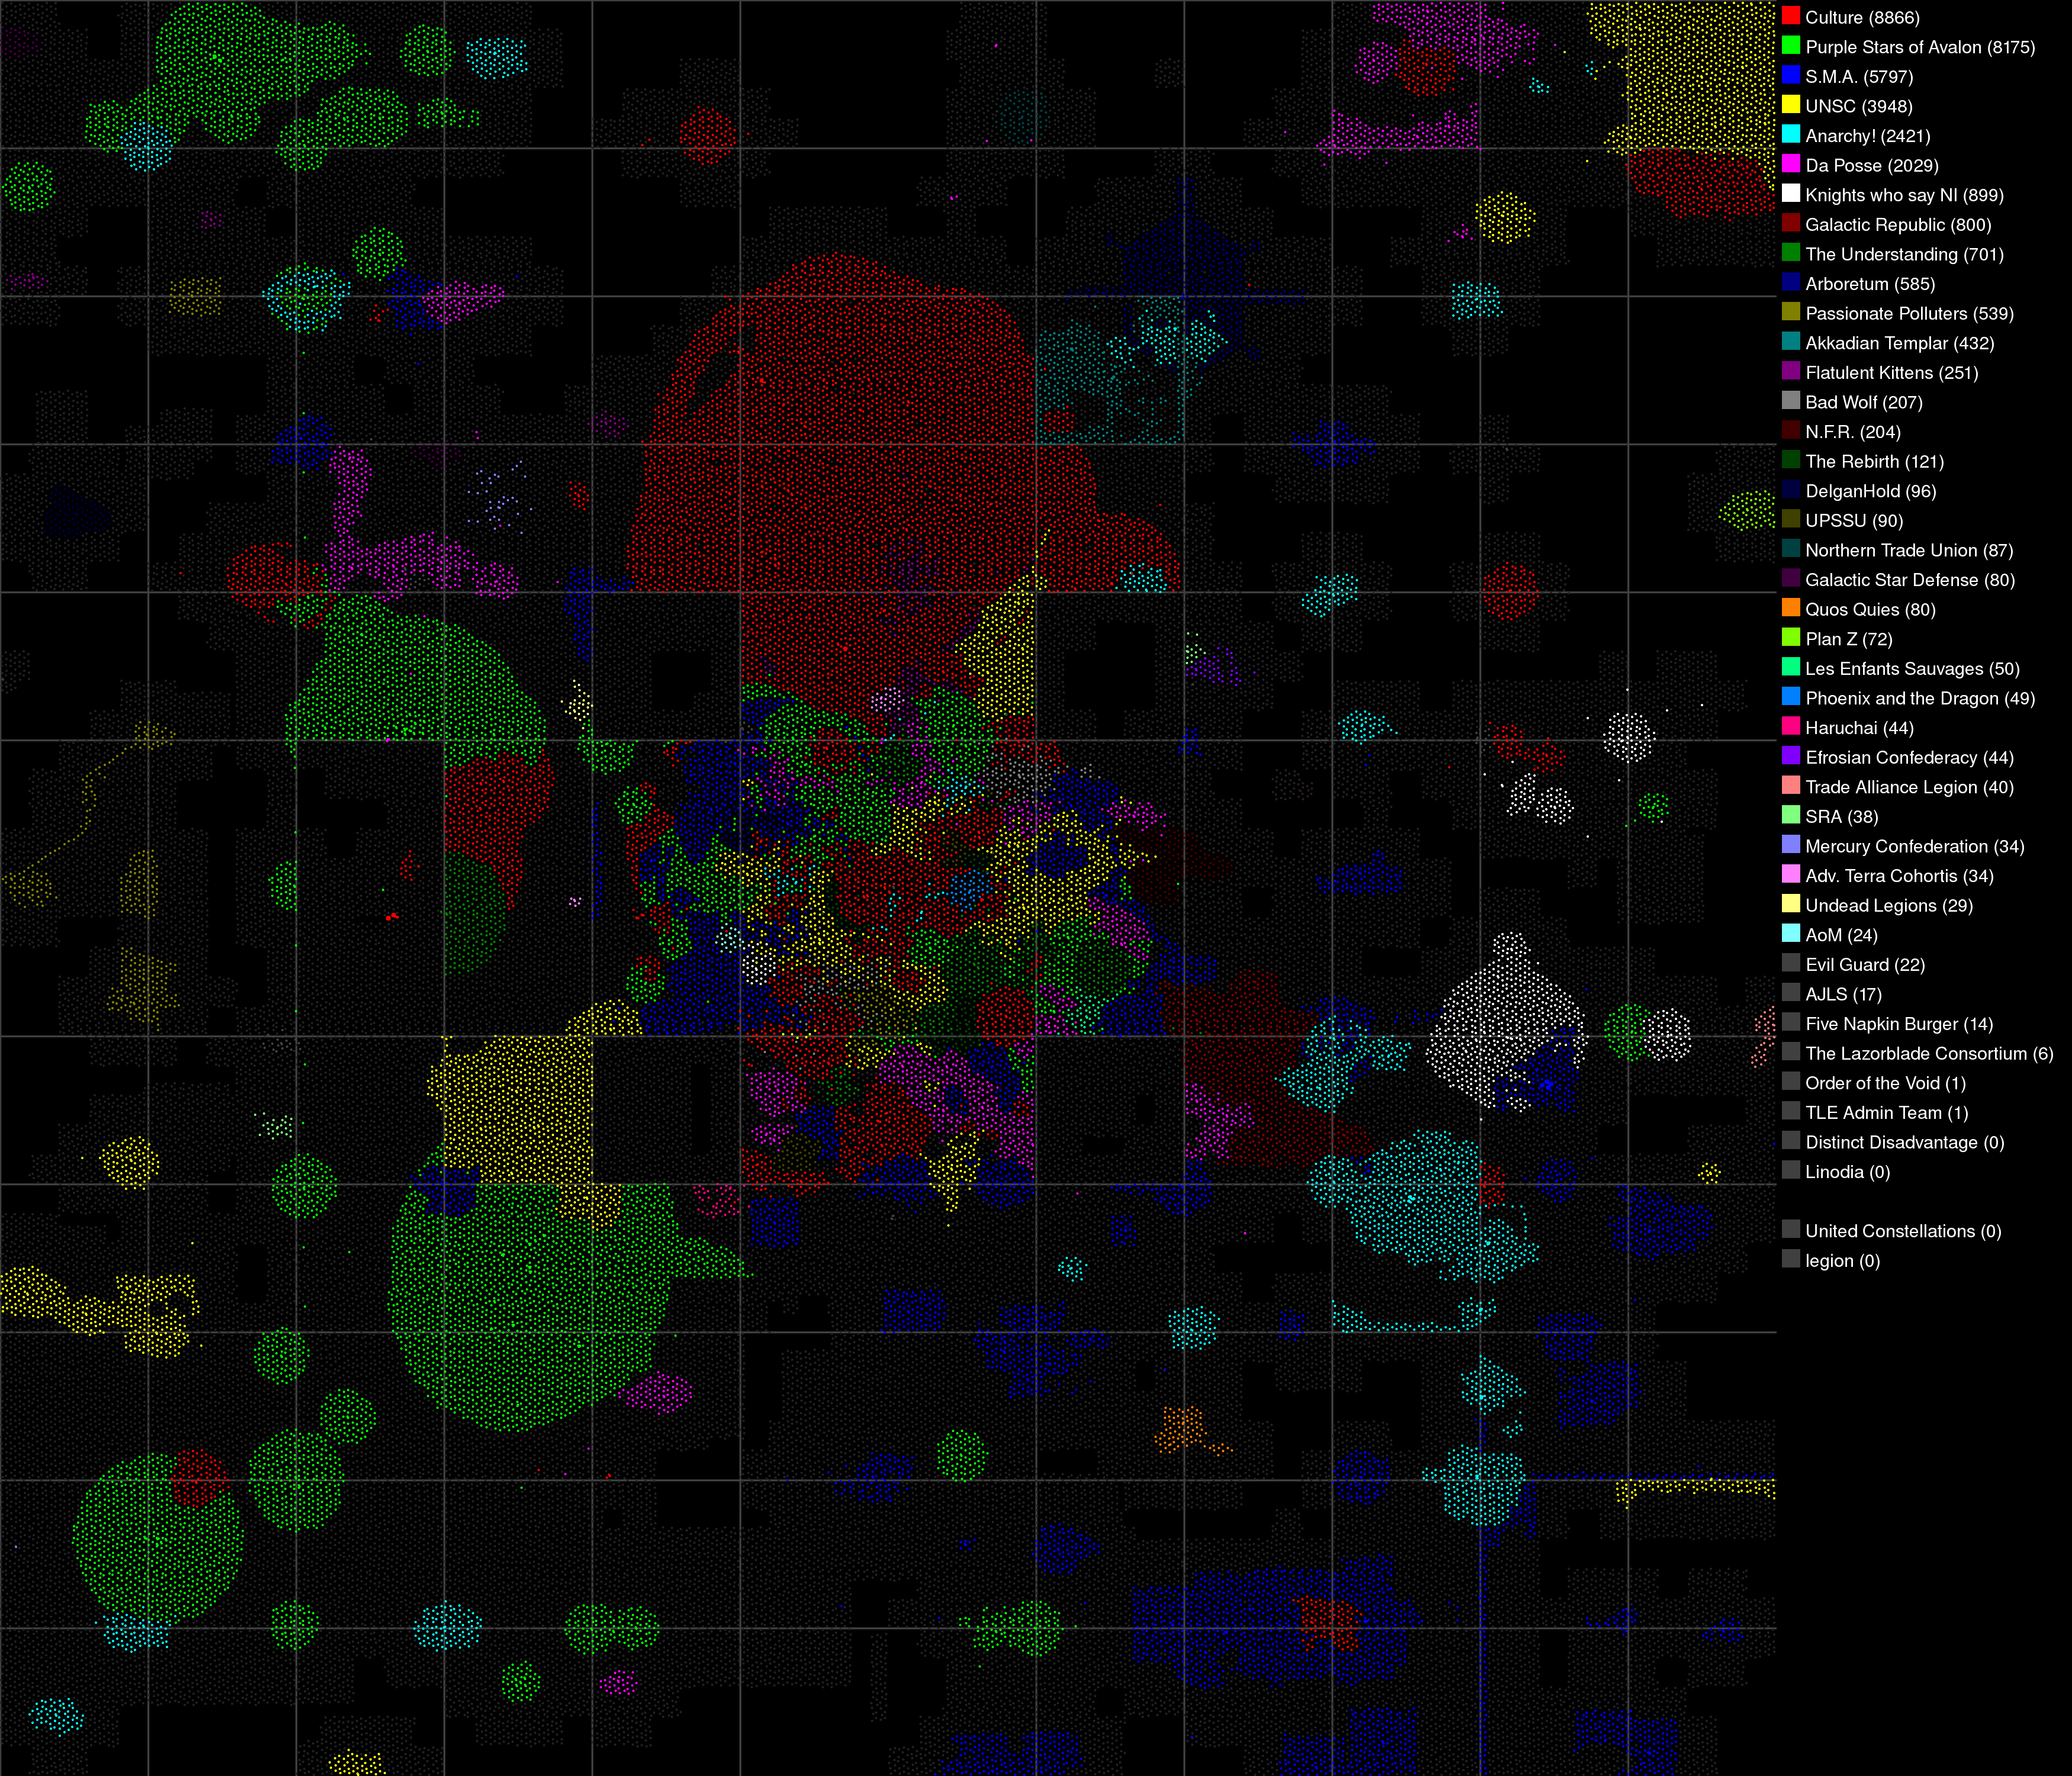 Culture (8866)
Purple Stars of Avalon (8175)
S.M.A. (5797)
UNSC (3948)
Anarchy! (2421)
Da Posse (2029)
Knights who say NI (899)
Galactic Republic (800)
The Understanding (701)
Arboretum (585)
Passionate Polluters (539)
Akkadian Templar (432)
Flatulent Kittens (251)
Bad Wolf (207)
N.F.R. (204)
The Rebirth (121)
DelganHold (96)
UPSSU (90)
Northern Trade Union (87)
Galactic Star Defense (80)
Quos Quies (80)
Plan Z (72)
Les Enfants Sauvages (50)
Phoenix and the Dragon (49)
Haruchai (44)
Efrosian Confederacy (44)
Trade Alliance Legion (40)
SRA (38)
Mercury Confederation (34)
Adv. Terra Cohortis (34)
Undead Legions (29)
AoM (24)
Evil Guard (22)
AJLS (17)
Five Napkin Burger (14)
The Lazorblade Consortium (6)
Order of the Void (1)
TLE Admin Team (1)
Distinct Disadvantage (0)
Linodia (0)
United Constellations (0)
legion (0)